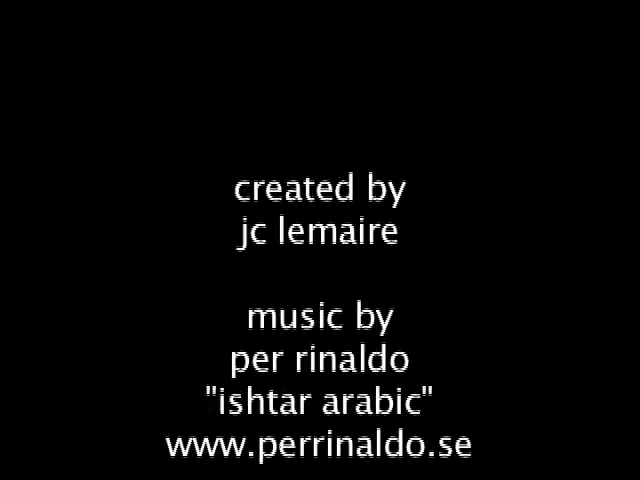 created by
jc lemaire
music by
per rinaldo
"ishtar arabic"
www.perrinaldo.se